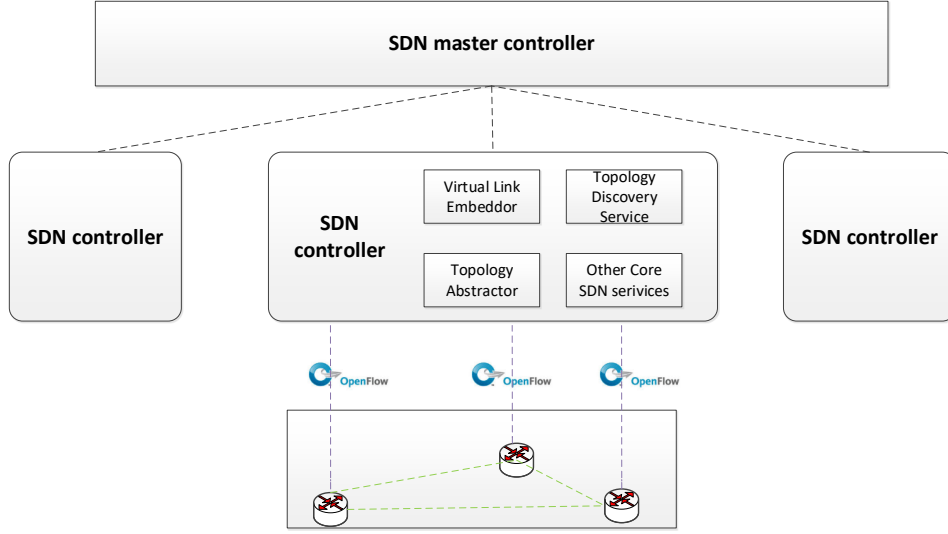 SDN master controller
SDN controller
SDN
controller
Virtual Link
Embeddor
Topology
Discovery
Service
Topology
Abstractor
Other Core
SDN serivices
SDN controller
OpenFlow
OpenFlow
OpenFlow